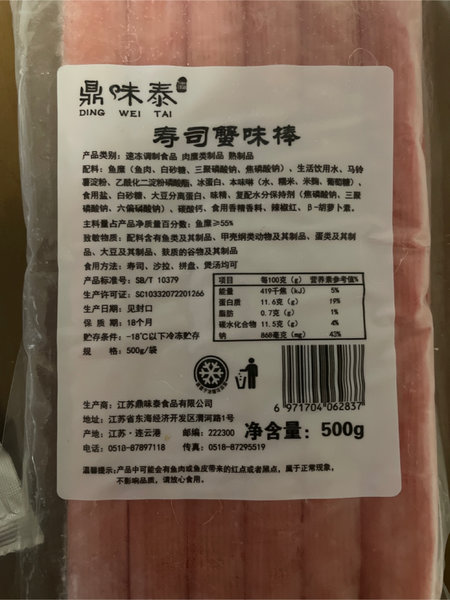 鼎味泰
DING WEI TAI
寿司蟹味棒
产品类别：速冻调制食品 肉糜类制品 熟制品
配料：鱼糜（鱼肉、白砂糖、三聚磷酸钠、焦磷酸钠）、生活饮用水、马铃
薯淀粉、乙酰化二淀粉磷酸酯、冰蛋白、本味啉（水、糯米、米麴、葡萄糖）、
食用盐、白砂糖、大豆分离蛋白、味精、复配水分保持剂（焦磷酸钠、三聚
磷酸钠、六偏磷酸钠）、碳酸钙、食用香精香料、辣椒红、β-胡萝卜素。
主料量占产品净质量百分数：鱼糜≥55%
致敏物质：配料含有鱼类及其制品、甲壳纲类动物及其制品、蛋类及其制
品、大豆及其制品、麸质的谷物及其制品
食用方法：寿司、沙拉、拼盘、煲汤均可
产品标准号：SB/T 10379
生产许可证：SC10332072201266
生产日期：见封口
保 质 期：18个月
贮存条件：-18℃以下冷冻贮存
规 格：500g/袋
项目 每100克（g） 营养素参考值%
能量 419千焦（kJ） 5%
蛋白质 11.6克（g） 19%
脂肪 0.7克（g） 1%
碳水化合物 11.5克（g） 4%
钠 868毫克（mg） 43%
6 971704 062837
生产商：江苏鼎味泰食品有限公司
地址：江苏省东海经济开发区渭河路1号
产地：江苏·连云港 邮编：222300
电话：0518-87897118 传真：0518-87295519
净含量：500g
温馨提示：产品中可能会有鱼肉或鱼皮带来的红点或者黑点，属于正常现象，
不影响品质，请放心食用。